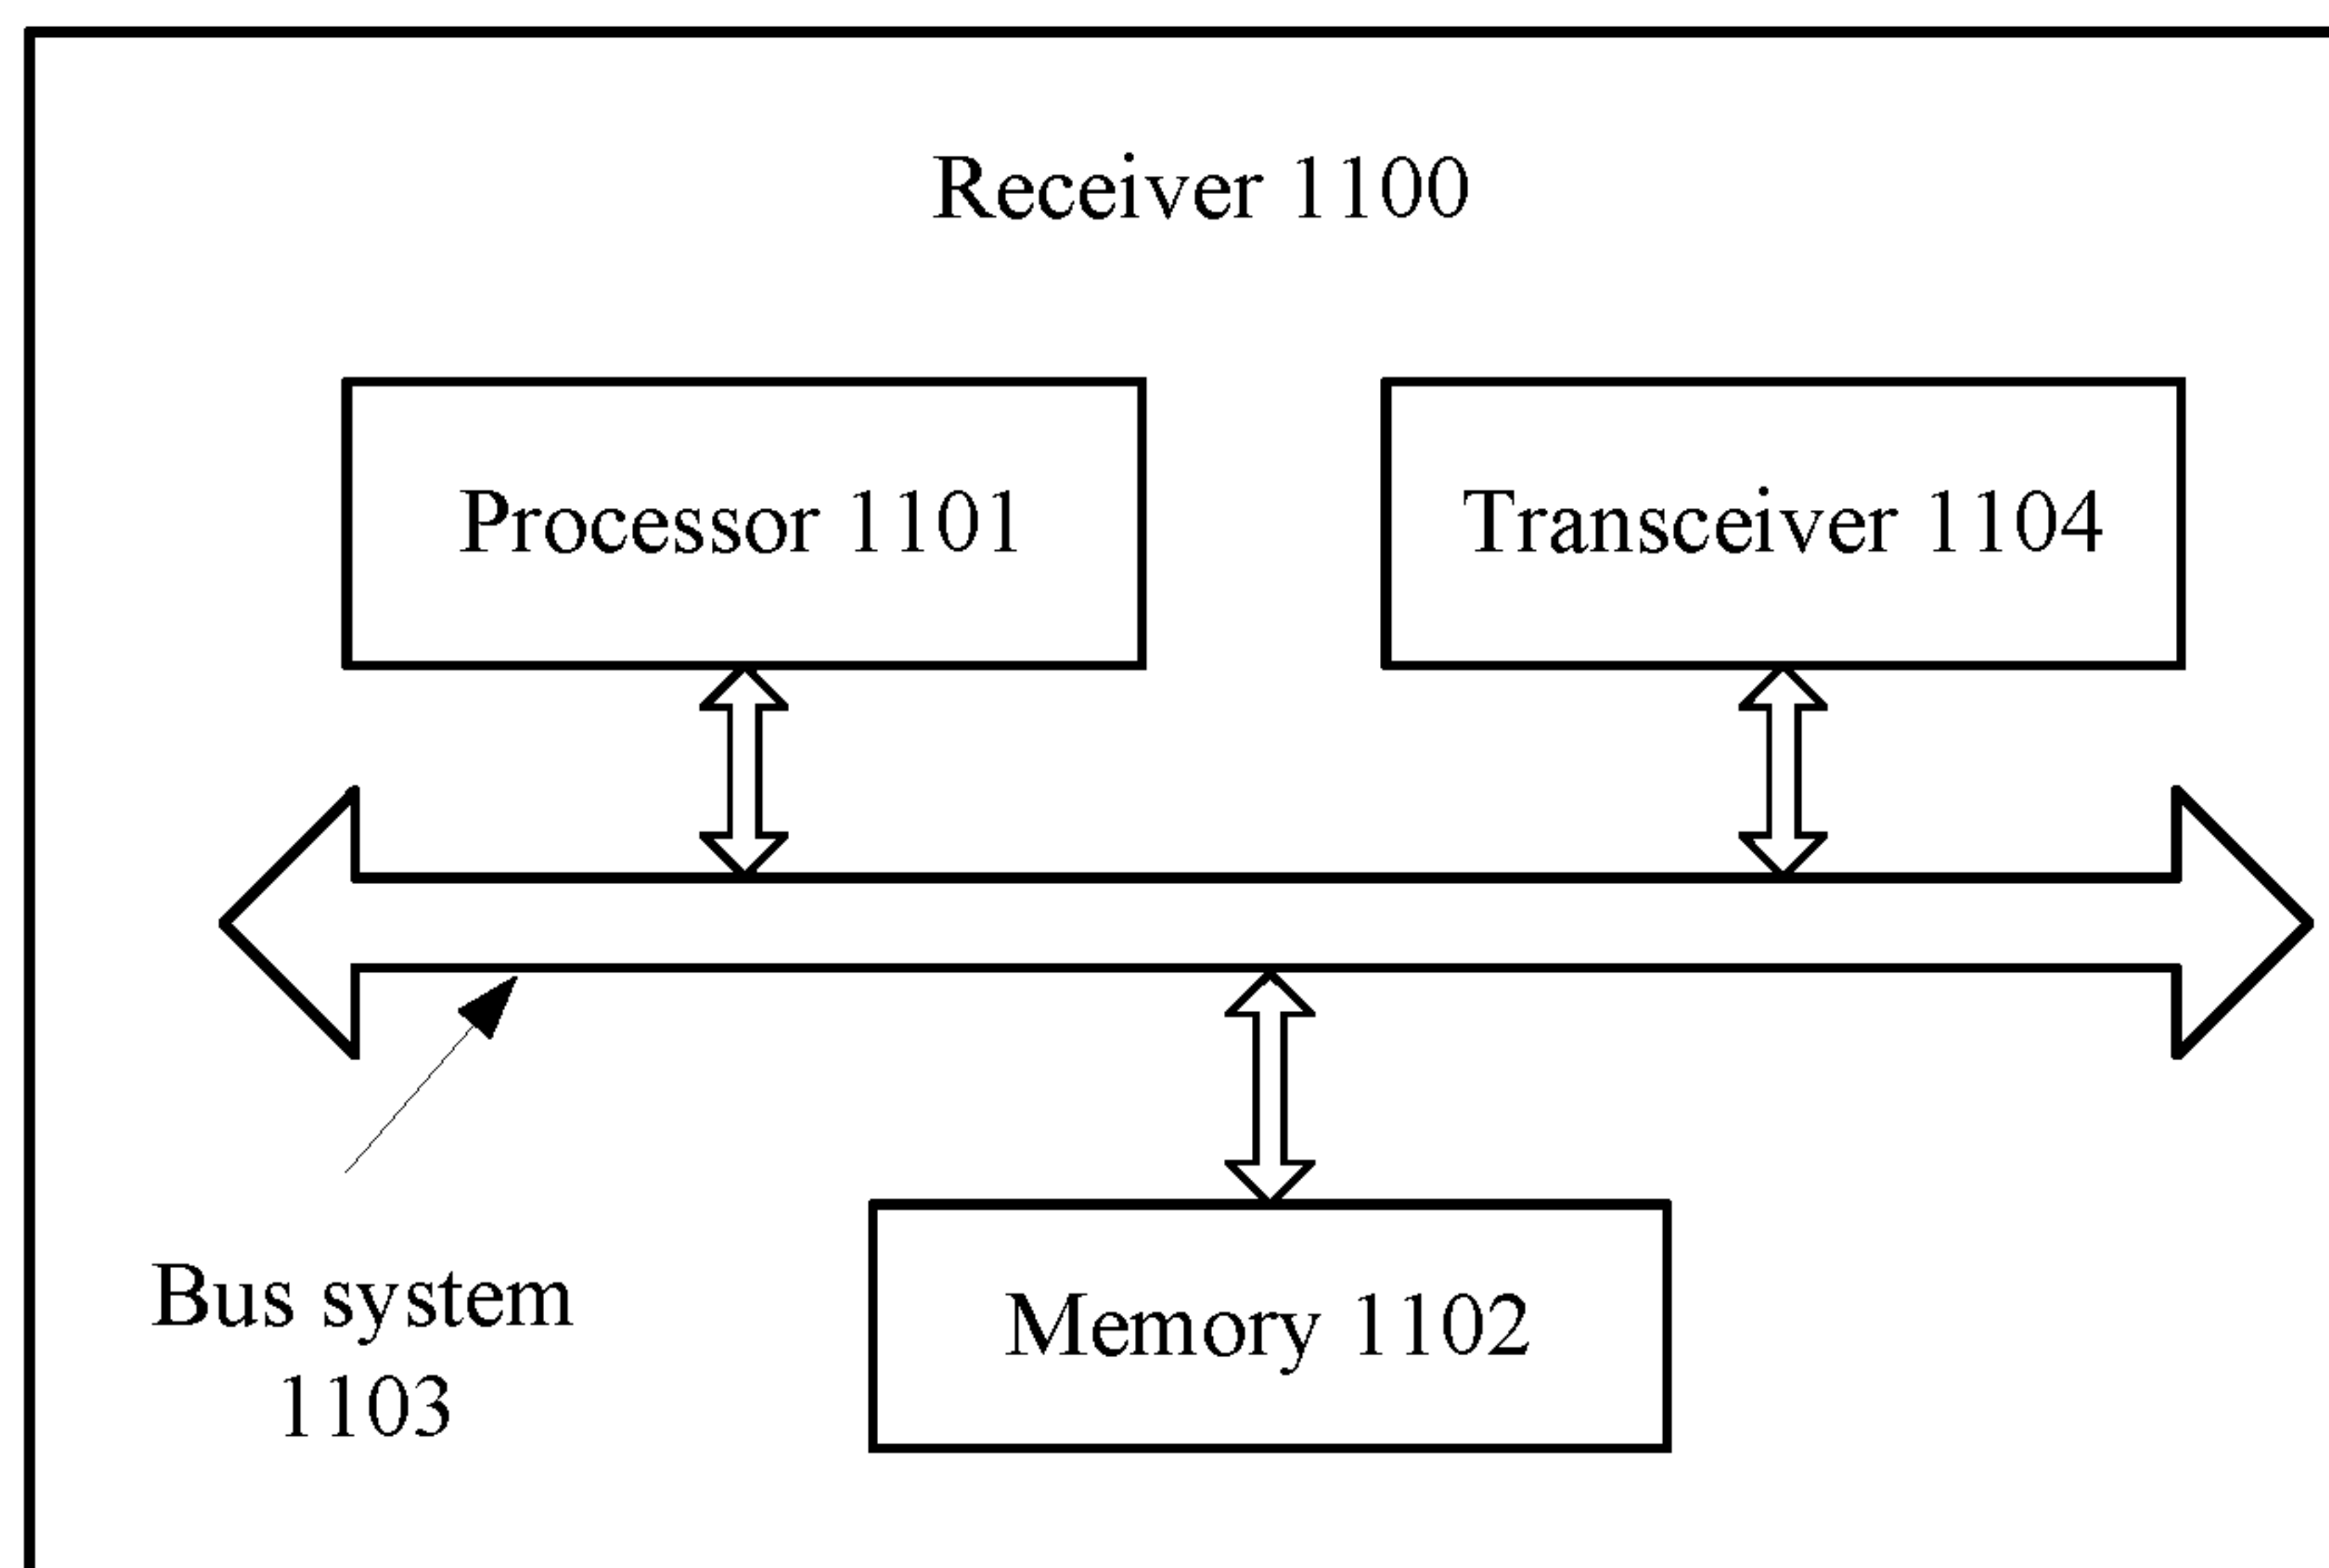 Receiver 1100
Processor 1101
Transceiver 1104
Bus system
1103
Memory 1102